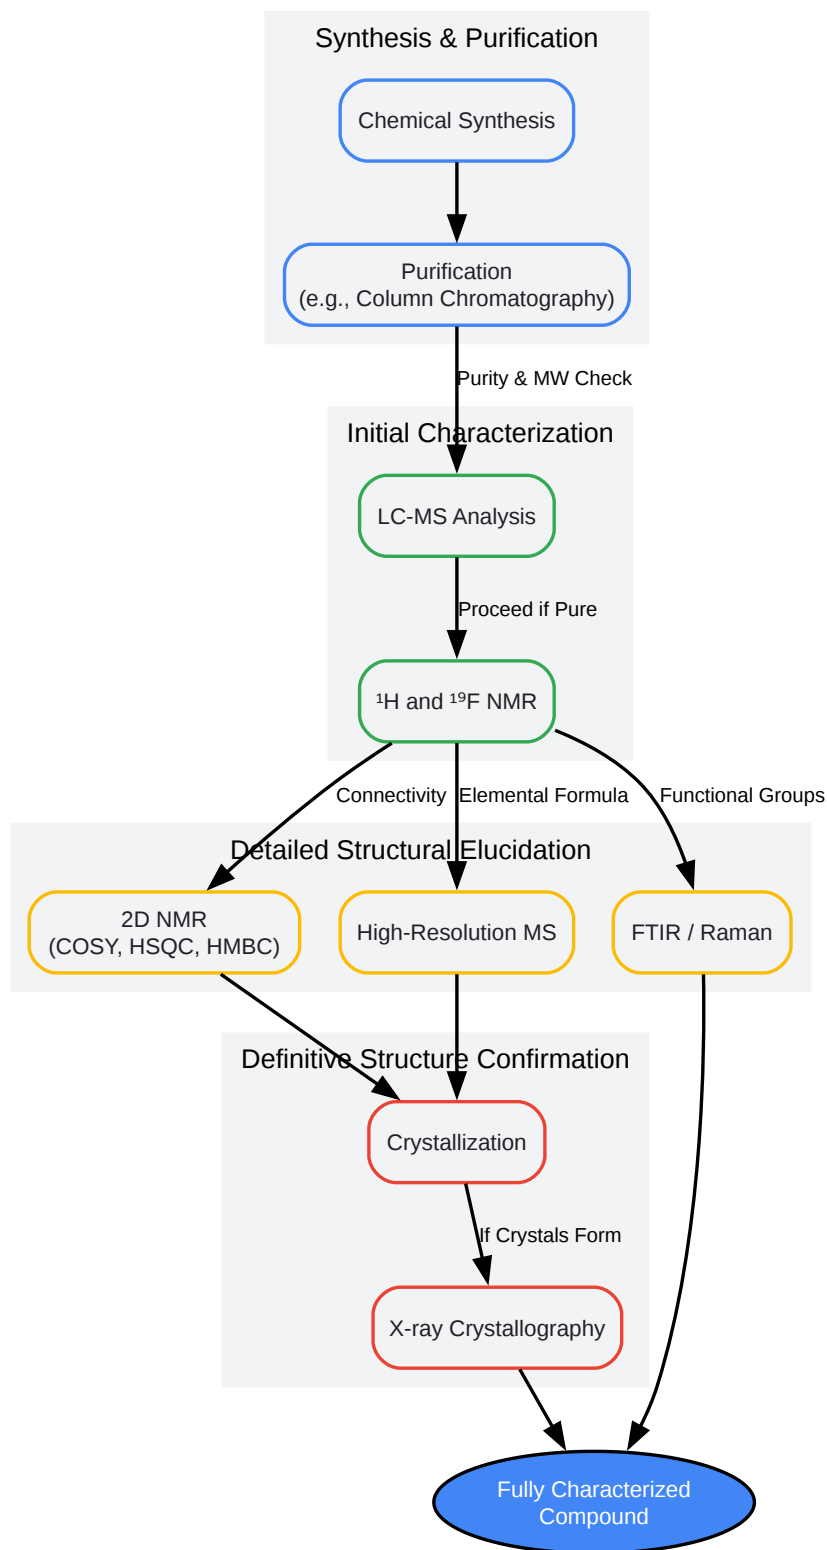 Synthesis & Purification
Chemical Synthesis
Purification
(e.g., Column Chromatography)
Purity & MW Check
Initial Characterization
LC-MS Analysis
Proceed if Pure
¹H and ¹⁹F NMR
Connectivity
Elemental Formula
Functional Groups
Detailed Structural Elucidation
2D NMR
(COSY, HSQC, HMBC)
High-Resolution MS
FTIR / Raman
Definitive Structure Confirmation
Crystallization
If Crystals Form
X-ray Crystallography
Fully Characterized
Compound